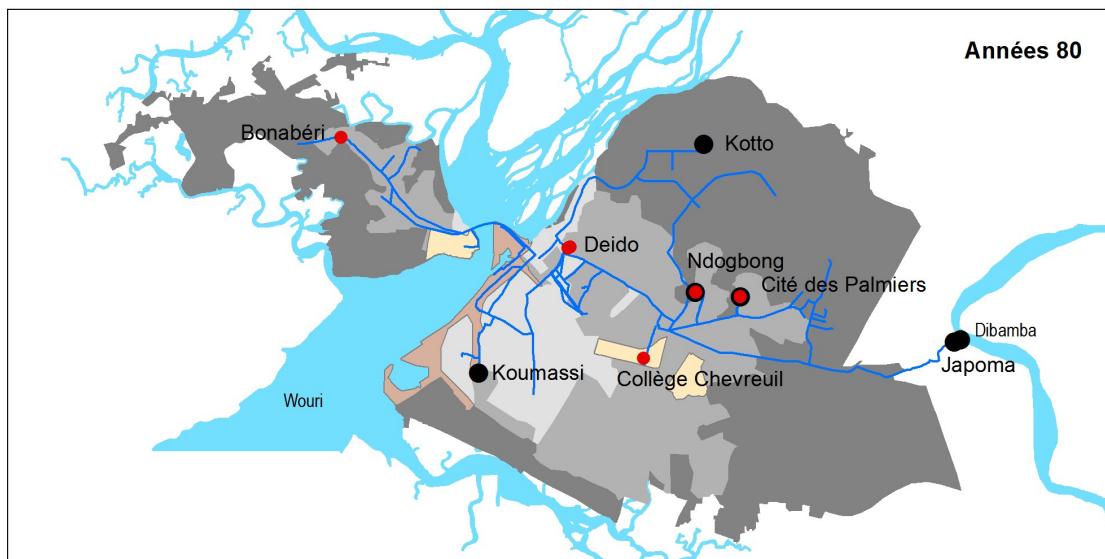 Années 80
Bonabéri
Kotto
Deido
Ndogbong
Cité des Palmiers
Dibamba
Japoma
Collège Chevreuil
Koumassi
Wouri